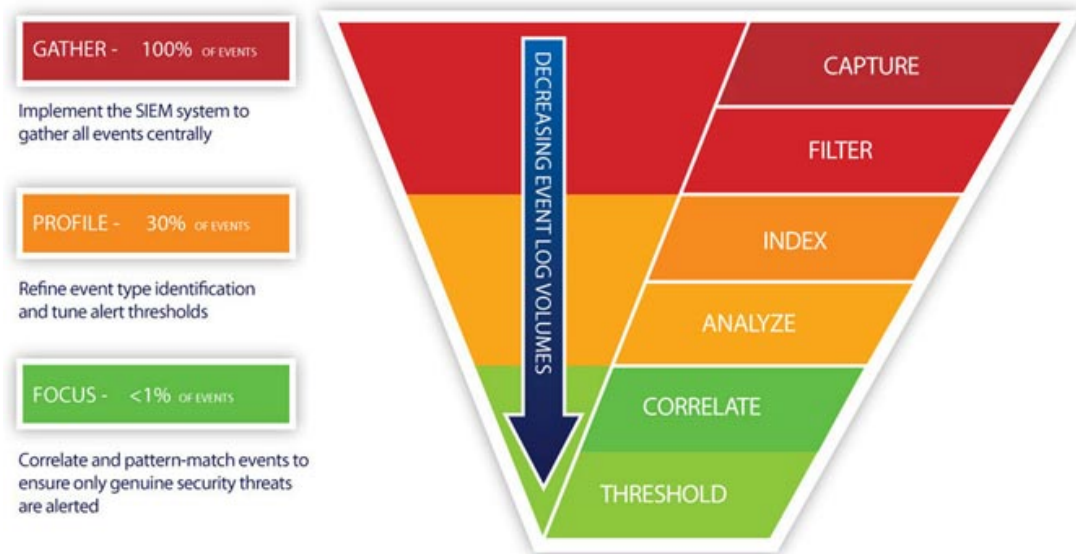 GATHER - 100% OF EVENTS
Implement the SIEM system to
gather all events centrally
PROFILE - 30% OF EVENTS
Refine event type identification
and tune alert thresholds
FOCUS - <1% OF EVENTS
Correlate and pattern-match events to
ensure only genuine security threats
are alerted
DECREASING EVENT LOG VOLUMES
CAPTURE
FILTER
INDEX
ANALYZE
CORRELATE
THRESHOLD